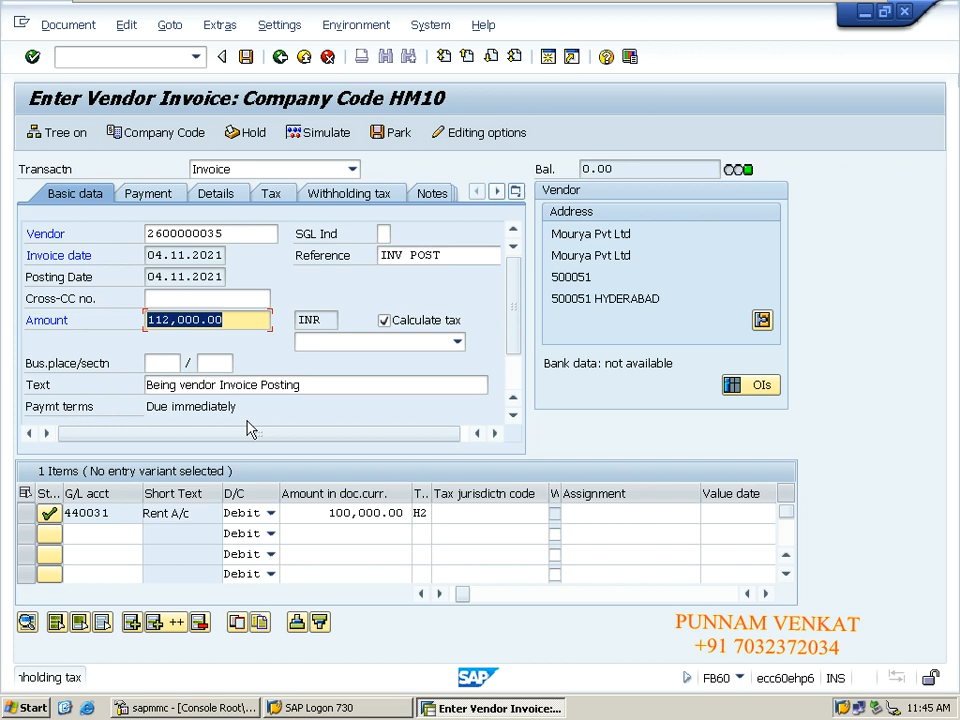 Document Edit Goto Extras Settings Environment System Help
Enter Vendor Invoice: Company Code HM10
Tree on Company Code Hold Simulate Park Editing options
Transactn Invoice Bal. 0.00
Basic data Payment Details Tax Withholding tax Notes
Vendor
Address
Mourya Pvt Ltd
Mourya Pvt Ltd
500051
500051 HYDERABAD
Bank data: not available
OIs
Vendor 2600000035 SGL Ind
Invoice date 04.11.2021 Reference INV POST
Posting Date 04.11.2021
Cross-CC no.
Amount 112,000.00 INR Calculate tax
Bus.place/sectn /
Text Being vendor Invoice Posting
Paymt terms Due immediately
1 Items ( No entry variant selected )
St... G/L acct Short Text D/C Amount in doc.curr. T.. Tax jurisdictn code W Assignment Value date
440031 Rent A/c Debit 100,000.00 H2
Debit
Debit
Debit
PUNNAM VENKAT
+91 7032372034
hholding tax SAP FB60 ecc60ehp6 INS
Start sapmmc - [Console Root\... SAP Logon 730 Enter Vendor Invoice:... 11:45 AM